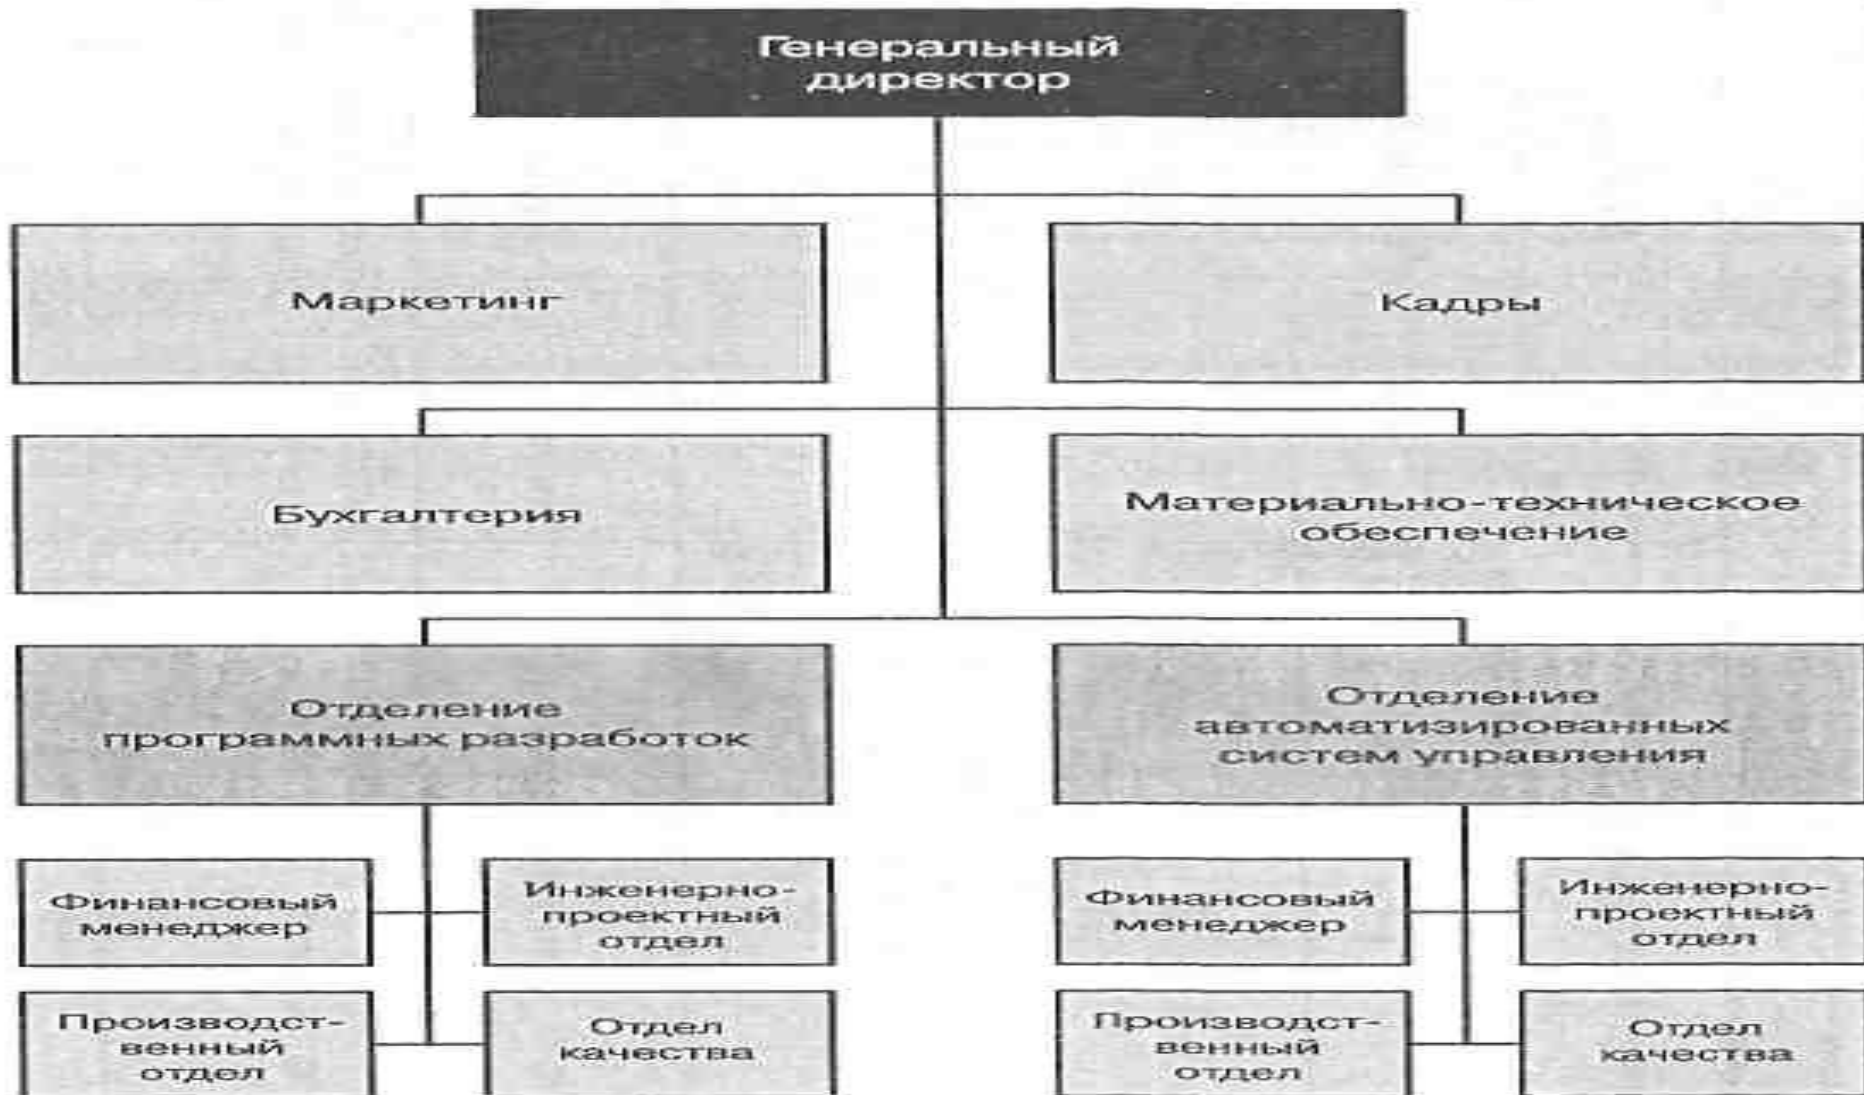 Генеральный
директор
Маркетинг
Кадры
Бухгалтерия
Материально-техническое
обеспечение
Отделение
программных разработок
Отделение
автоматизированных
систем управления
Финансовый
менеджер
Инженерно-
проектный
отдел
Финансовый
менеджер
Инженерно-
проектный
отдел
Производст-
венный
отдел
Отдел
качества
Производст-
венный
отдел
Отдел
качества